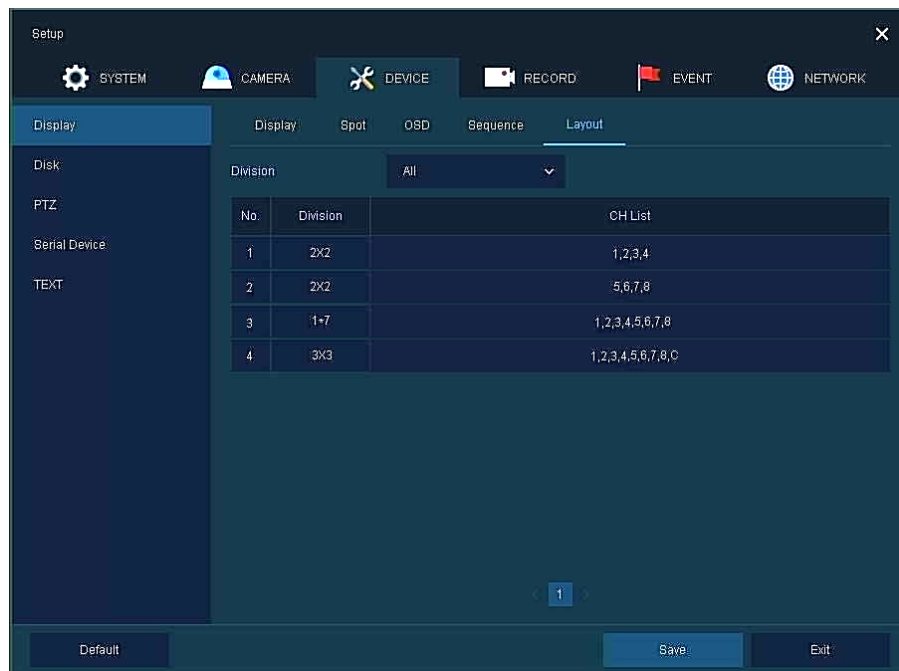 Setup
SYSTEM CAMERA DEVICE RECORD EVENT NETWORK
Display Display Spot OSD Sequence Layout
Disk Division All
PTZ No. Division CH List
Serial Device 1 2X2 1,2,3,4
TEXT 2 2X2 5,6,7,8
3 1+7 1,2,3,4,5,6,7,8
4 3X3 1,2,3,4,5,6,7,8,C
1
Default Save Exit